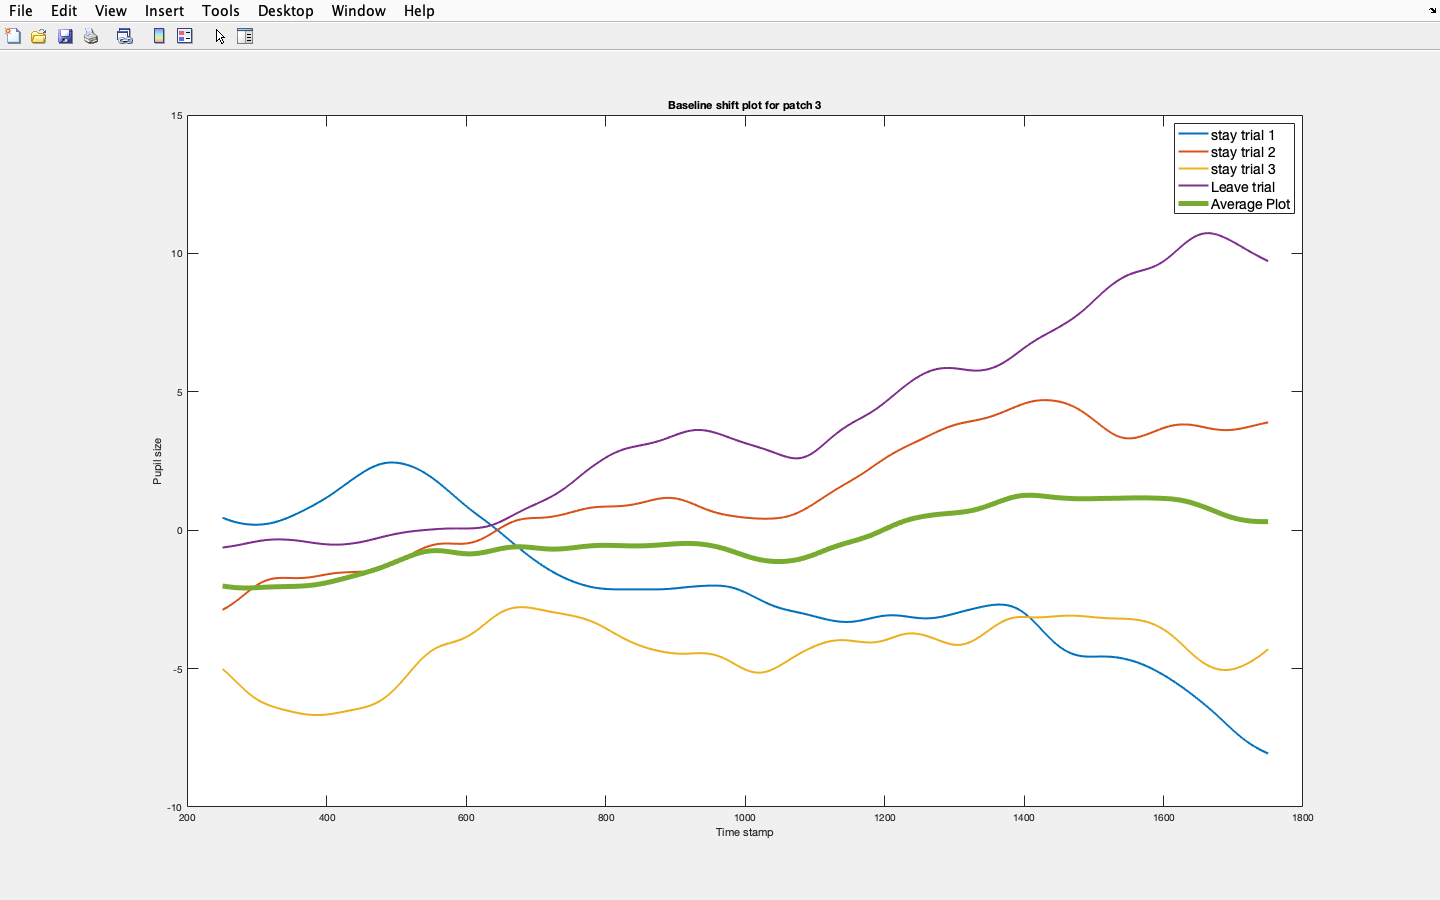 File Edit View Insert Tools Desktop Window Help
Baseline shift plot for patch 3
15
10
5
0
-5
-10
Pupil size
200 400 600 800 1000 1200 1400 1600 1800
Time stamp
stay trial 1
stay trial 2
stay trial 3
Leave trial
Average Plot